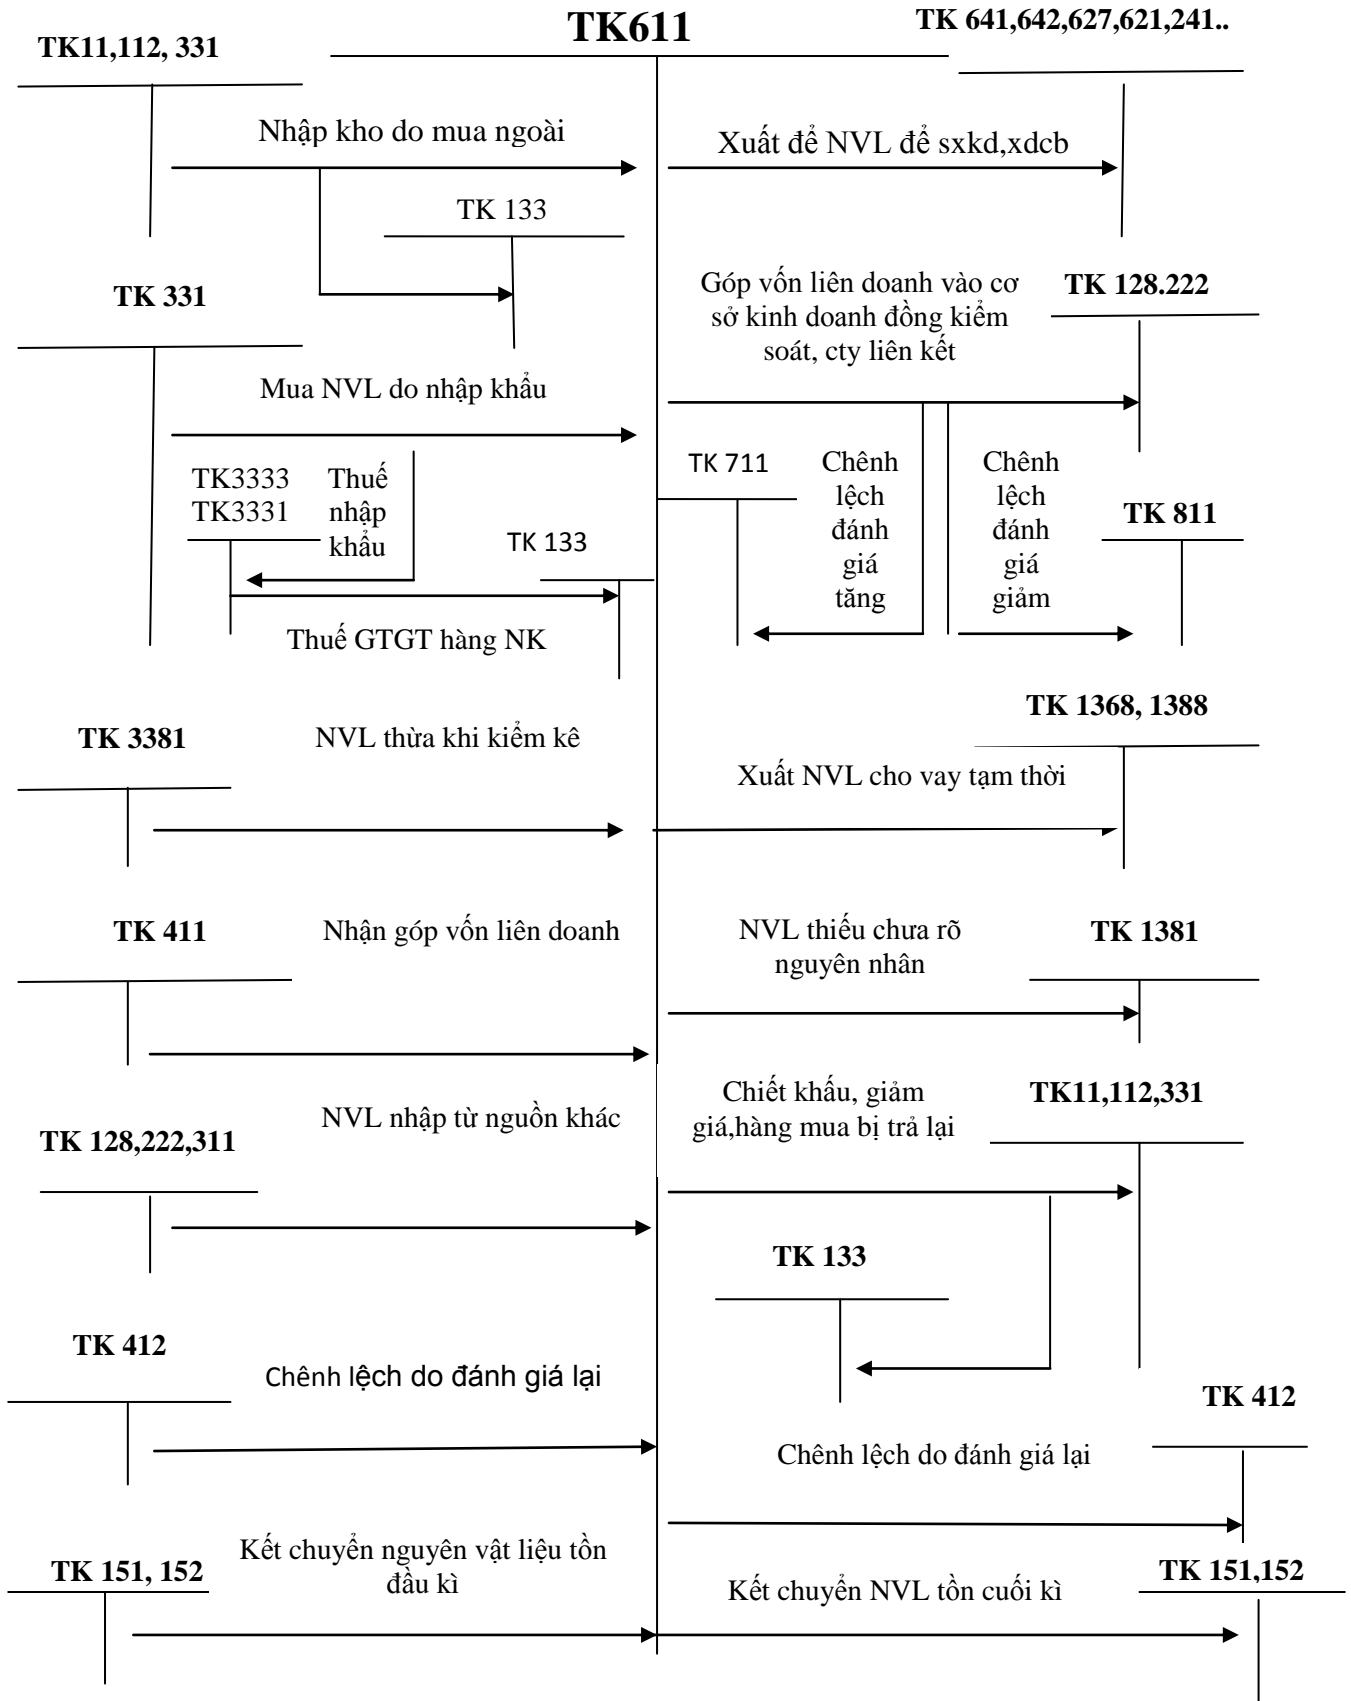 TK611
TK 641,642,627,621,241..
TK11,112, 331
Nhập kho do mua ngoài
Xuất để NVL để sxkd,xdcb
TK 133
TK 331
Góp vốn liên doanh vào cơ
sở kinh doanh đồng kiểm
soát, cty liên kết
TK 128.222
Mua NVL do nhập khẩu
TK3333
TK3331
Thuế
nhập
khẩu
TK 133
Thuế GTGT hàng NK
TK 711
Chênh
lệch
đánh
giá
tăng
Chênh
lệch
đánh
giá
giảm
TK 811
TK 3381
NVL thừa khi kiểm kê
TK 1368, 1388
Xuất NVL cho vay tạm thời
TK 411
Nhận góp vốn liên doanh
NVL thiếu chưa rõ
nguyên nhân
TK 1381
NVL nhập từ nguồn khác
TK 128,222,311
Chiết khấu, giảm
giá,hàng mua bị trả lại
TK11,112,331
TK 133
TK 412
Chênh lệch do đánh giá lại
TK 412
Chênh lệch do đánh giá lại
TK 151, 152
Kết chuyển nguyên vật liệu tồn
đầu kì
Kết chuyển NVL tồn cuối kì
TK 151,152